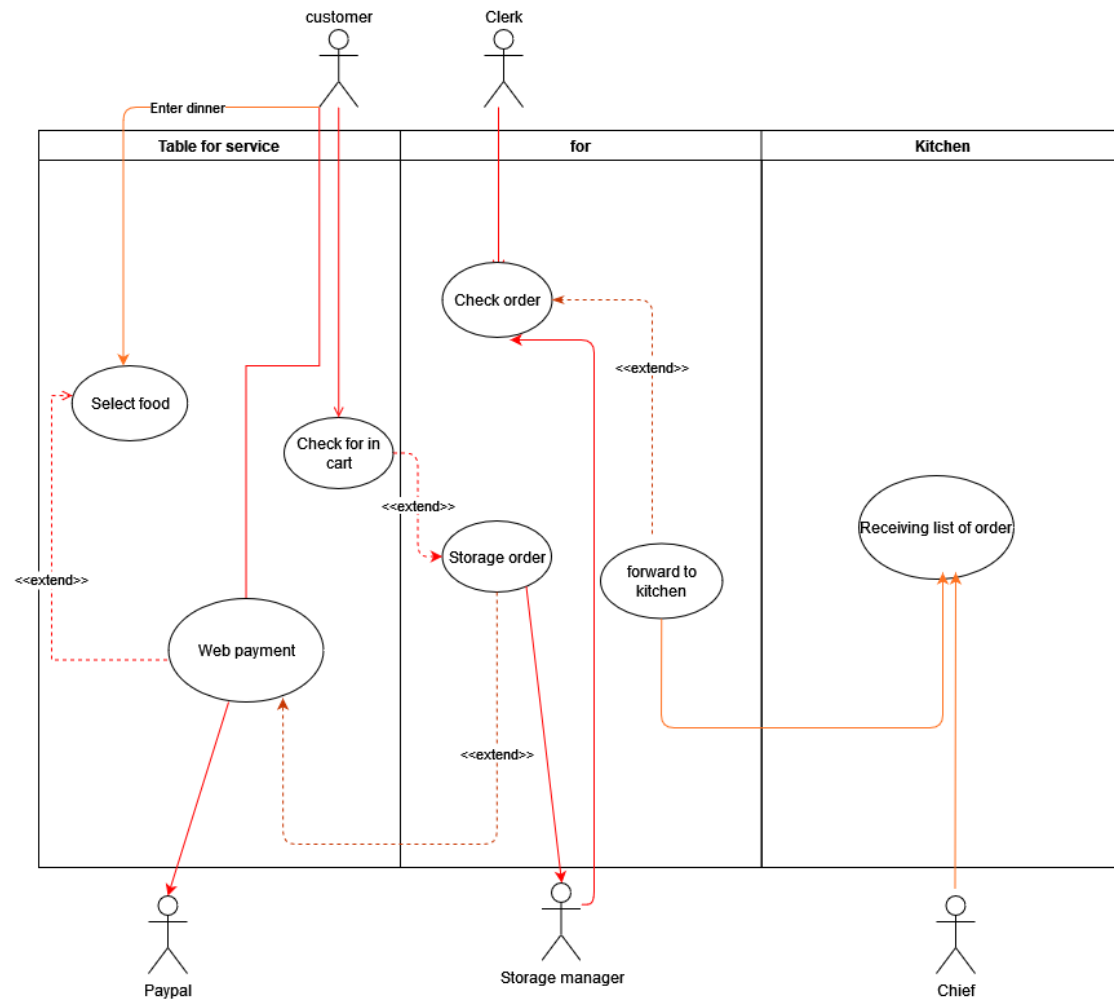 customer
Clerk
Enter dinner
Table for service
for
Kitchen
Check order
<<extend>>
Select food
Check for in
cart
<<extend>>
Receiving list of order
Storage order
<<extend>>
forward to
kitchen
Web payment
<<extend>>
Paypal
Storage manager
Chief